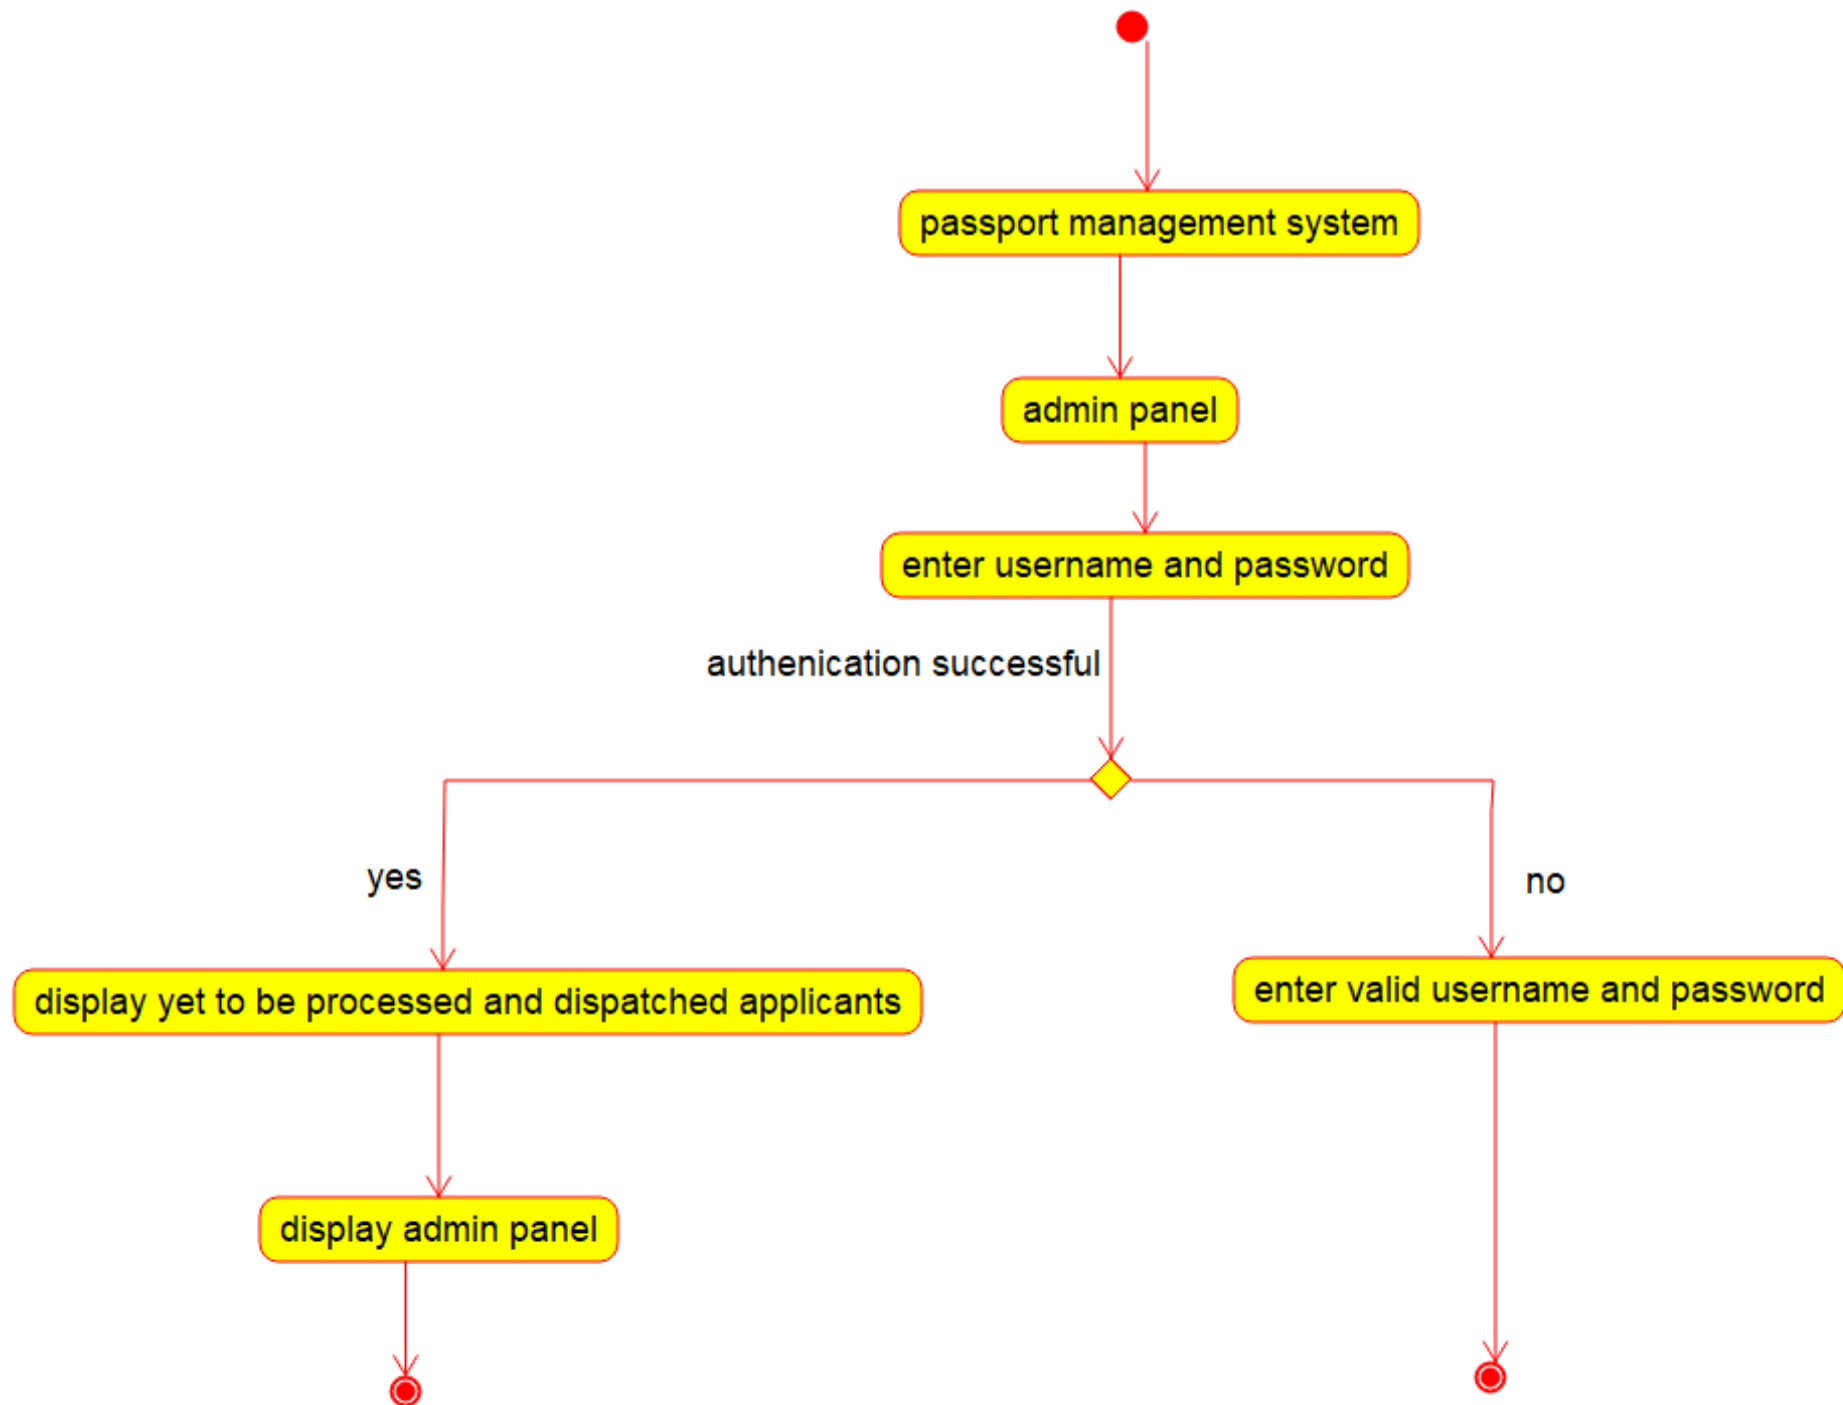 passport management system
admin panel
enter username and password
authenication successful
yes
no
display yet to be processed and dispatched applicants
enter valid username and password
display admin panel